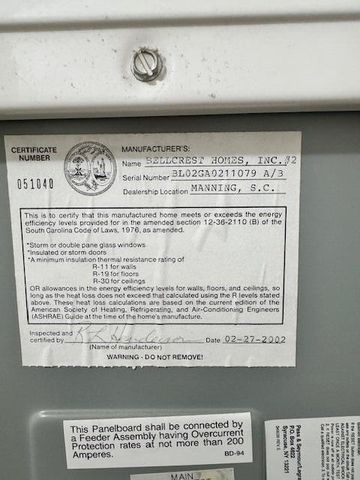 CERTIFICATE
NUMBER
051040
MANUFACTURER'S:
Name BELLCREST HOMES, INC. #2
Serial Number BL02GA0211079 A/B
Dealership Location MANNING, S.C.
This is to certify that this manufactured home meets or exceeds the energy
efficiency levels provided for in the amended section 12-36-2110 (B) of the
South Carolina Code of Laws, 1976, as amended.
*Storm or double pane glass windows
*Insulated or storm doors
*A minimum insulation thermal resistance rating of
R-11 for walls
R-19 for floors
R-30 for ceilings
OR allowances in the energy efficiency levels for walls, floors, and ceilings, so
long as the heat loss does not exceed that calculated using the R levels stated
above. These heat loss calculations are based on the current edition of the
American Society of Heating, Refrigerating, and Air-Conditioning Engineers
(ASHRAE) Guide at the time of the home's manufacture.
Inspected and
certified by
Date 02-27-2002
(Name of manufacturer)
WARNING - DO NOT REMOVE!
This Panelboard shall be connected by
a Feeder Assembly having Overcurrent
Protection rates at not more than 200
Amperes.
BD-94
MAIN
Pass & Seymour/Legrand
P.O. Box 4822
Syracuse, NY 13221